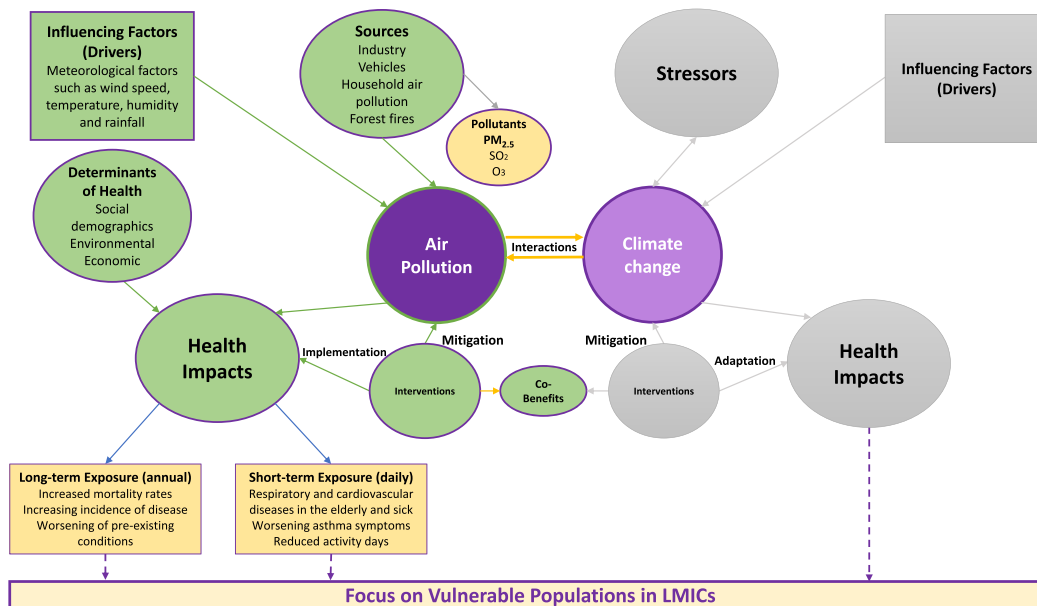 Influencing Factors
(Drivers)
Meteorological factors
such as wind speed,
temperature, humidity
and rainfall
Sources
Industry
Vehicles
Household air
pollution
Forest fires
Pollutants
PM2.5
SO2
O3
Stressors
Influencing Factors
(Drivers)
Determinants
of Health
Social
demographics
Environmental
Economic
Air
Pollution
Interactions
Climate
change
Health
Impacts
Implementation
Mitigation
Interventions
Co-
Benefits
Mitigation
Interventions
Adaptation
Health
Impacts
Long-term Exposure (annual)
Increased mortality rates
Increasing incidence of disease
Worsening of pre-existing
conditions
Short-term Exposure (daily)
Respiratory and cardiovascular
diseases in the elderly and sick
Worsening asthma symptoms
Reduced activity days
Focus on Vulnerable Populations in LMICs